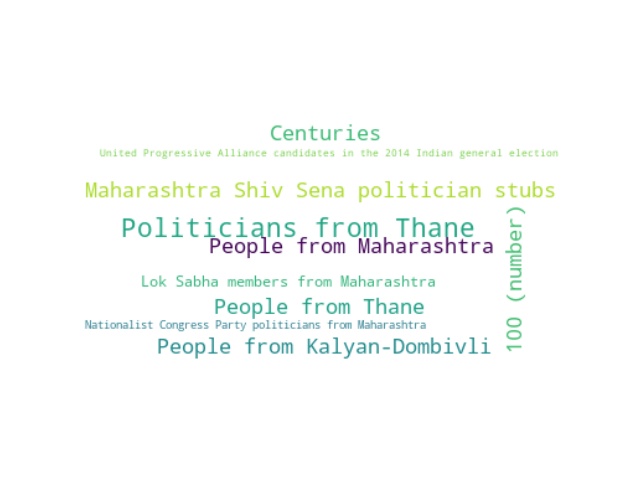 Centuries
United Progressive Alliance candidates in the 2014 Indian general election
Maharashtra Shiv Sena politician stubs
Politicians from Thane
People from Maharashtra
Lok Sabha members from Maharashtra
People from Thane
Nationalist Congress Party politicians from Maharashtra
People from Kalyan-Dombivli
100 (number)